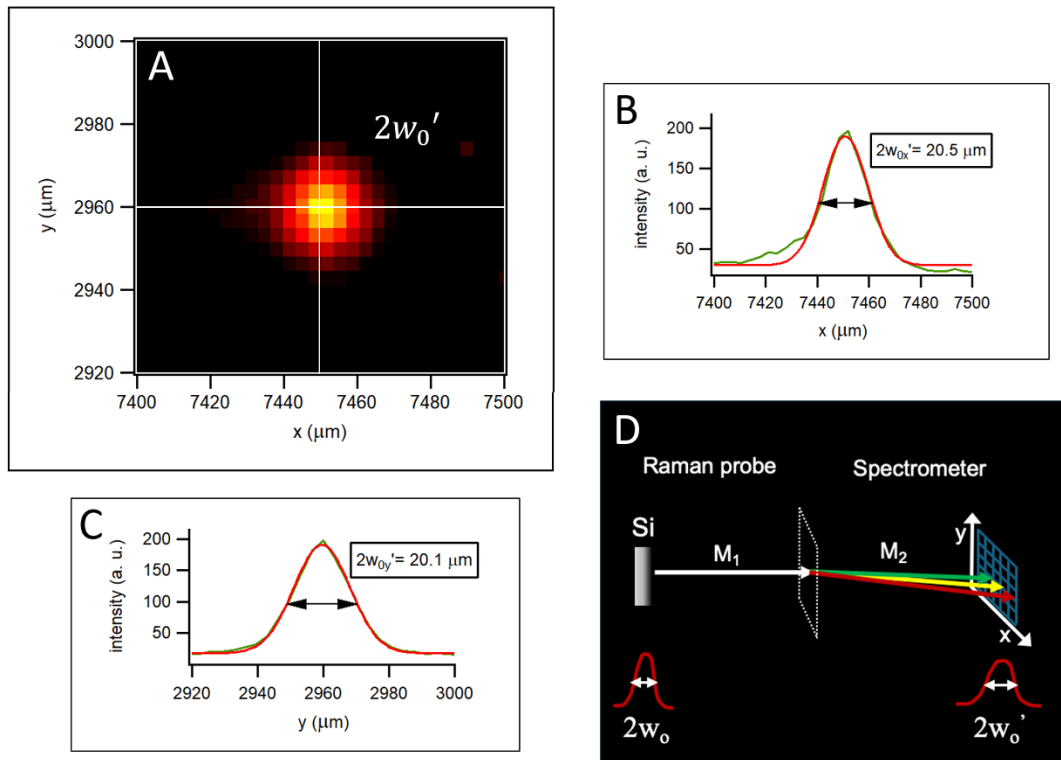 A
2w₀′
3000
2980
2960
2940
2920
y (μm)
7400 7420 7440 7460 7480 7500
x (μm)
B
2w₀ₓ'= 20.5 μm
200
150
100
50
intensity (a. u.)
7400 7420 7440 7460 7480 7500
x (μm)
C
2w₀y'= 20.1 μm
200
150
100
50
intensity (a. u.)
2920 2940 2960 2980 3000
y (μm)
D
Raman probe Spectrometer
Si
M₁
M₂
y
x
2wₒ
2wₒ'